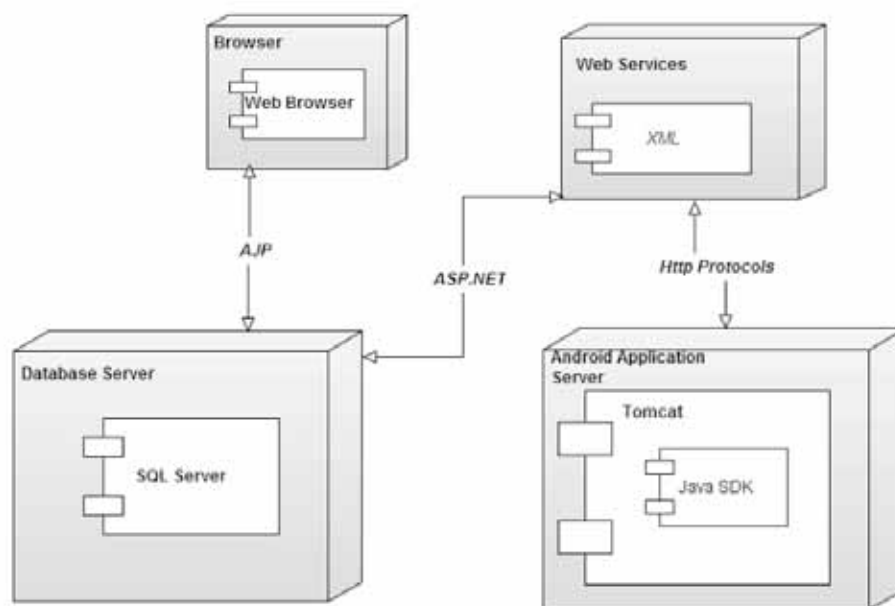 Browser
Web Browser
Web Services
XML
AJP
ASP.NET
Http Protocols
Database Server
SQL Server
Android Application
Server
Tomcat
Java SDK